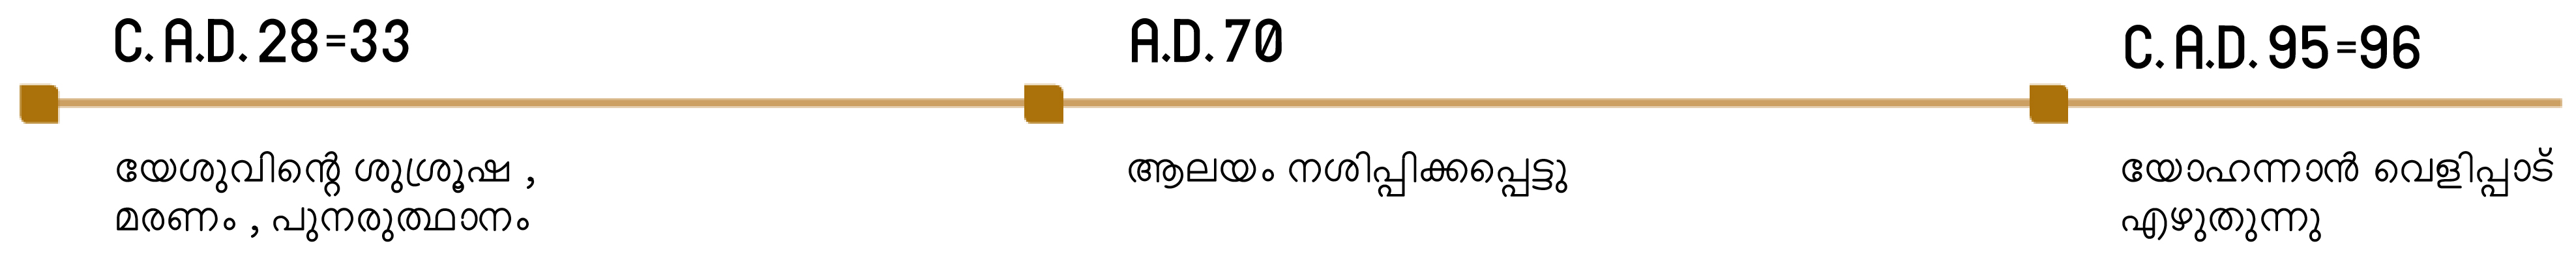 C. A.D. 28=33
യേശുവിന്റെ ശുശ്രൂഷ ,
മരണം , പുനരുത്ഥാനം
A.D. 70
ആലയം നശിപ്പിക്കപ്പെട്ടു
C. A.D. 95=96
യോഹന്നാൻ വെളിപ്പാട്
എഴുതുന്നു